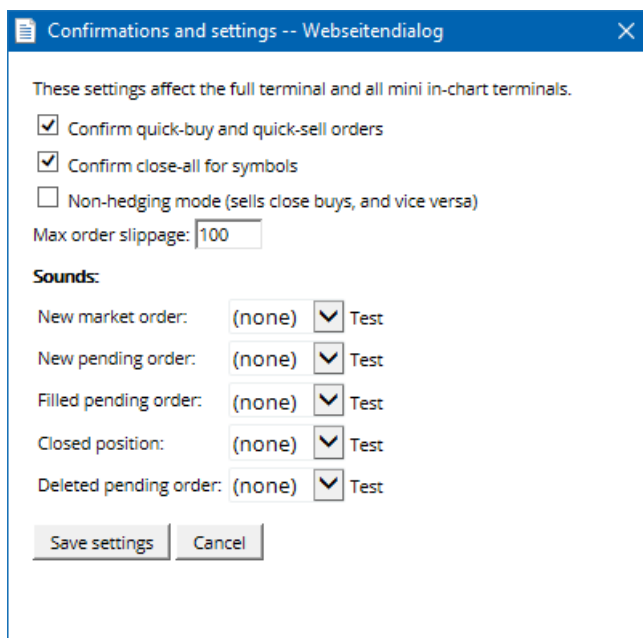 Confirmations and settings -- Webseitendialog
These settings affect the full terminal and all mini in-chart terminals.
Confirm quick-buy and quick-sell orders
Confirm close-all for symbols
Non-hedging mode (sells close buys, and vice versa)
Max order slippage: 100
Sounds:
New market order: (none) Test
New pending order: (none) Test
Filled pending order: (none) Test
Closed position: (none) Test
Deleted pending order: (none) Test
Save settings Cancel